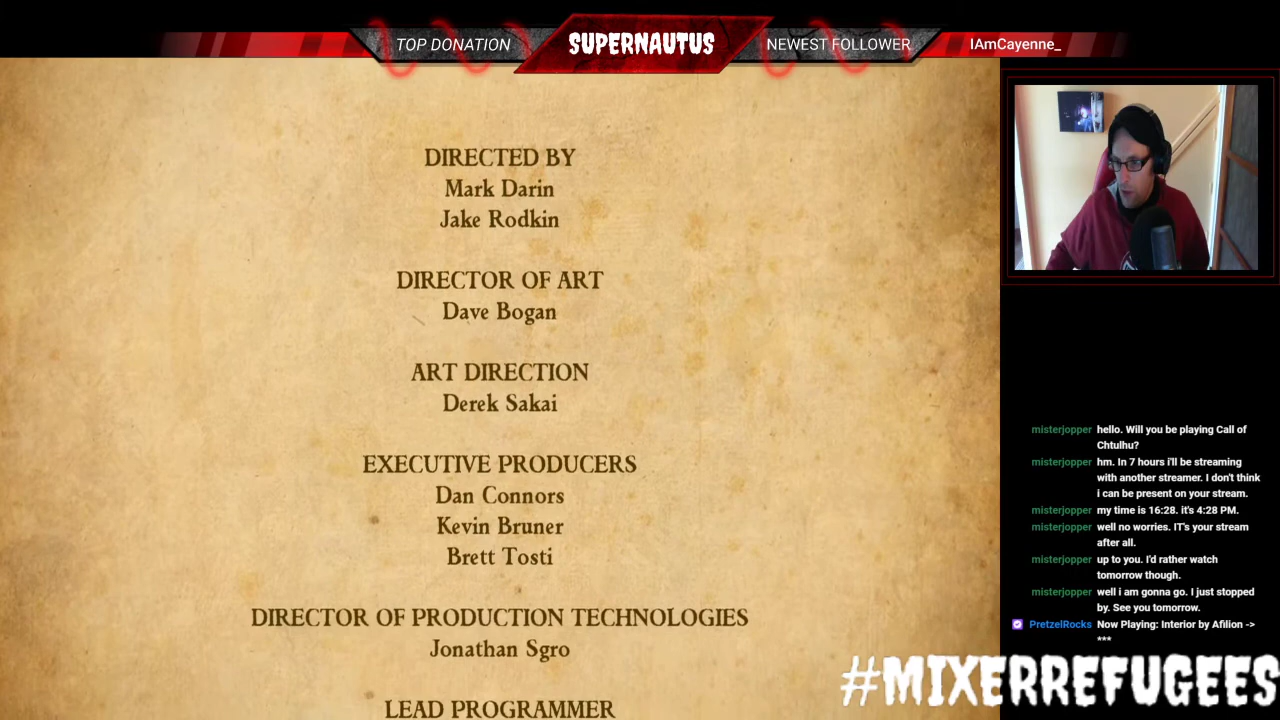 TOP DONATION
SUPERNAUTUS
NEWEST FOLLOWER
IAmCayenne_
DIRECTED BY
Mark Darin
Jake Rodkin
DIRECTOR OF ART
Dave Bogan
ART DIRECTION
Derek Sakai
EXECUTIVE PRODUCERS
Dan Connors
Kevin Bruner
Brett Tosti
DIRECTOR OF PRODUCTION TECHNOLOGIES
Jonathan Sgro
LEAD PROGRAMMER
misterjopper hello. Will you be playing Call of
Chtulhu?
misterjopper hm. In 7 hours i'll be streaming
with another streamer. I don't think
i can be present on your stream.
misterjopper my time is 16:28. it's 4:28 PM.
misterjopper well no worries. IT's your stream
after all.
misterjopper up to you. I'd rather watch
tomorrow though.
misterjopper well i am gonna go. I just stopped
by. See you tomorrow.
PretzelRocks Now Playing: Interior by Afilion ->
***
#MIXERREFUGEES